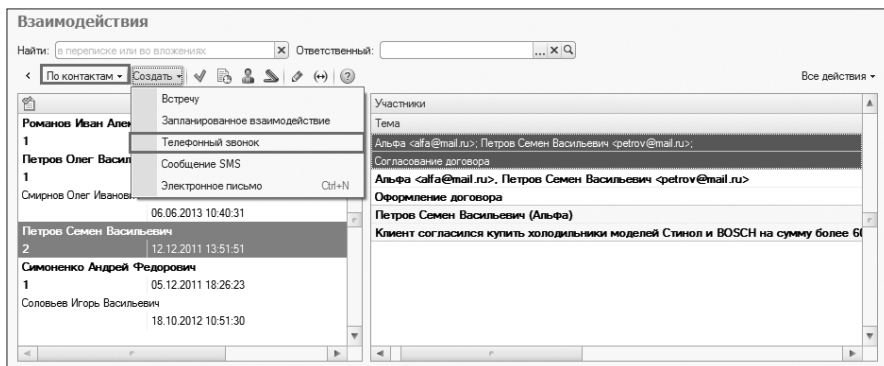 Взаимодействия
Найти: в переписке или во вложениях Ответственный: ...
По контактам Создать Все действия
Встречу
Запланированное взаимодействие
Телефонный звонок
Сообщение SMS
Электронное письмо Ctrl+N
Романов Иван
1
Петров Олег Васил
1
Смирнов Олег Иванови
06.06.2013 10:40:31
Петров Семен Васильевич
2 12.12.2011 13:51:51
Симоненко Андрей Федорович
1 05.12.2011 18:26:23
Соловьев Игорь Васильевич
18.10.2012 10:51:30
Участники
Тема
Альфа <alfa@mail.ru>; Петров Семен Васильевич <petrov@mail.ru>;
Согласование договора
Альфа <alfa@mail.ru>, Петров Семен Васильевич <petrov@mail.ru>
Оформление договора
Петров Семен Васильевич (Альфа)
Клиент согласился купить холодильники моделей Стинол и BOSCH на сумму более